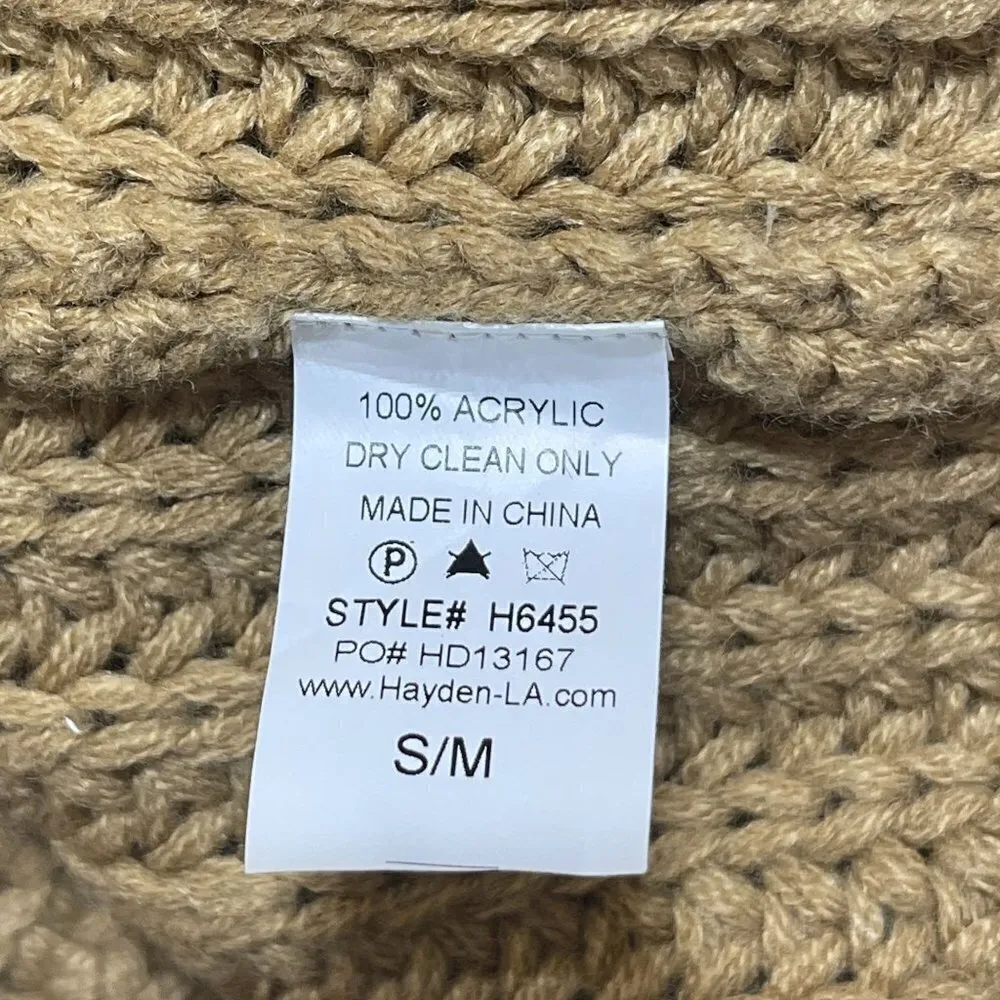 100% ACRYLIC
DRY CLEAN ONLY
MADE IN CHINA
P
STYLE# H6455
PO# HD13167
www.Hayden-LA.com
S/M